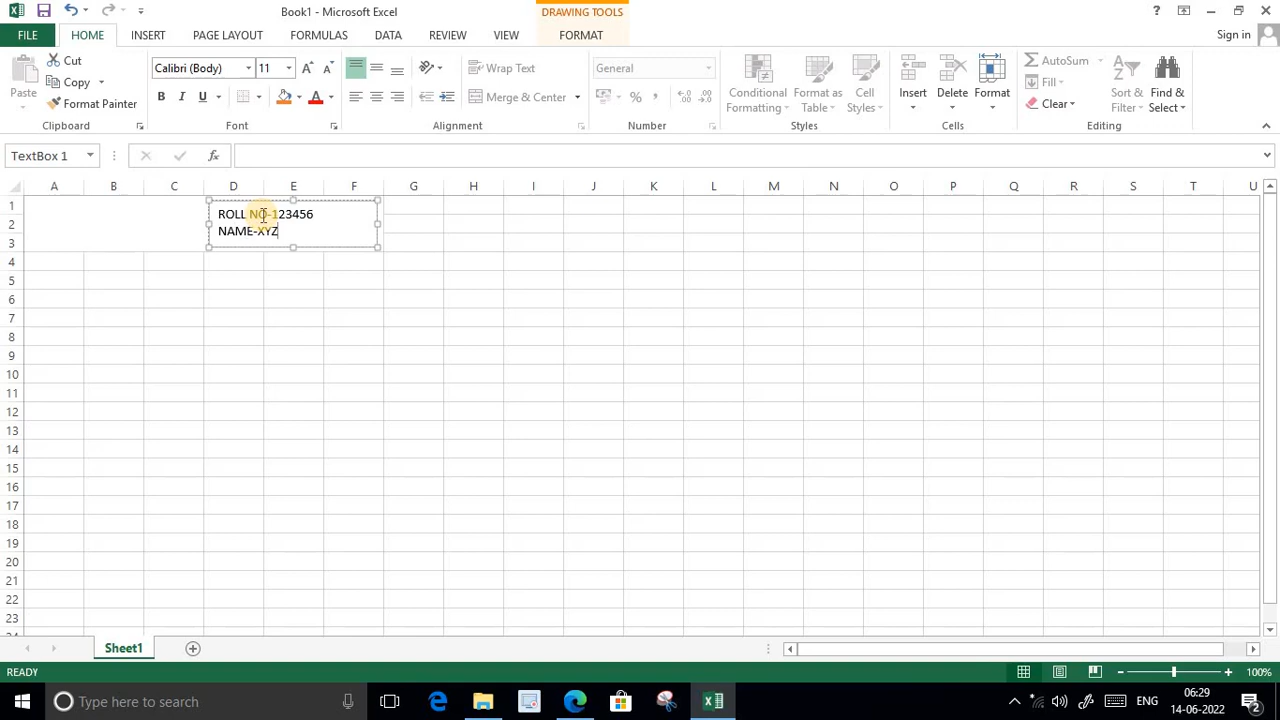 Book1 - Microsoft Excel
DRAWING TOOLS
?
FILE
HOME
INSERT
PAGE LAYOUT
FORMULAS
DATA
REVIEW
VIEW
FORMAT
Sign in
Paste
Cut
Copy
Format Painter
Clipboard
Calibri (Body)
11
B I U
Font
Wrap Text
Merge & Center
Alignment
General
%
Number
Conditional Formatting
Format as Table
Cell Styles
Styles
Insert
Delete
Format
Cells
AutoSum
Fill
Clear
Sort & Filter
Find & Select
Editing
TextBox 1
fx
A B C D E F G H I J K L M N O P Q R S T U
1
2
3
4
5
6
7
8
9
10
11
12
13
14
15
16
17
18
19
20
21
22
23
24
ROLL NO-123456
NAME-XYZ
Sheet1
READY
100%
Type here to search
ENG
06:29
14-06-2022
2